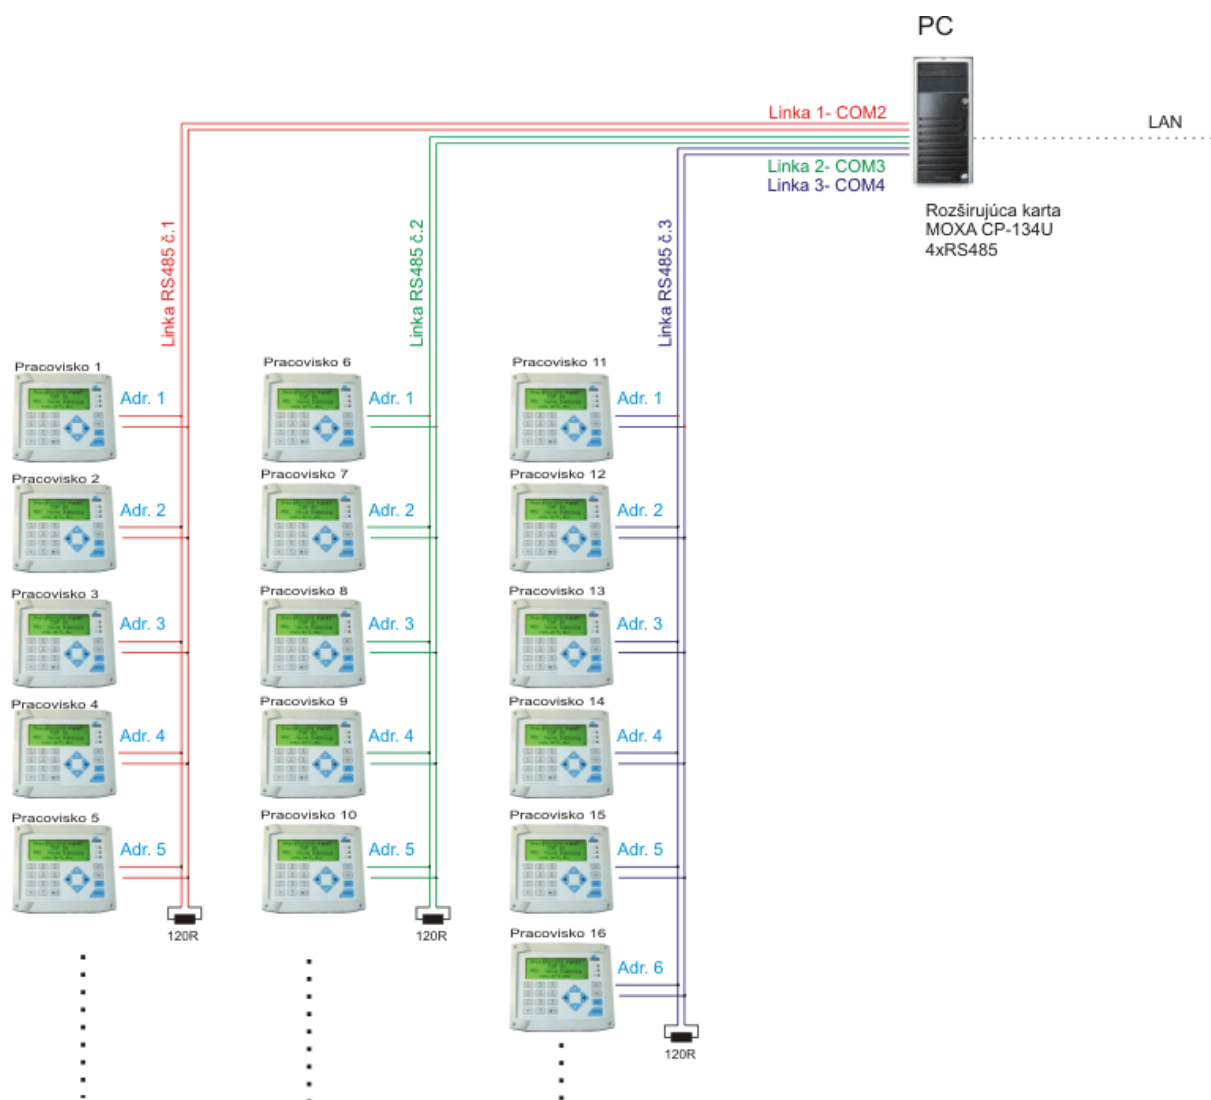 PC
Linka 1- COM2
LAN
Linka 2- COM3
Linka 3- COM4
Rozširujúca karta
MOXA CP-134U
4xRS485
Linka RS485 č.1
Linka RS485 č.2
Linka RS485 č.3
Pracovisko 1
Adr. 1
Pracovisko 6
Adr. 1
Pracovisko 11
Adr. 1
Pracovisko 2
Adr. 2
Pracovisko 7
Adr. 2
Pracovisko 12
Adr. 2
Pracovisko 3
Adr. 3
Pracovisko 8
Adr. 3
Pracovisko 13
Adr. 3
Pracovisko 4
Adr. 4
Pracovisko 9
Adr. 4
Pracovisko 14
Adr. 4
Pracovisko 5
Adr. 5
Pracovisko 10
Adr. 5
Pracovisko 15
Adr. 5
120R
120R
Pracovisko 16
Adr. 6
120R